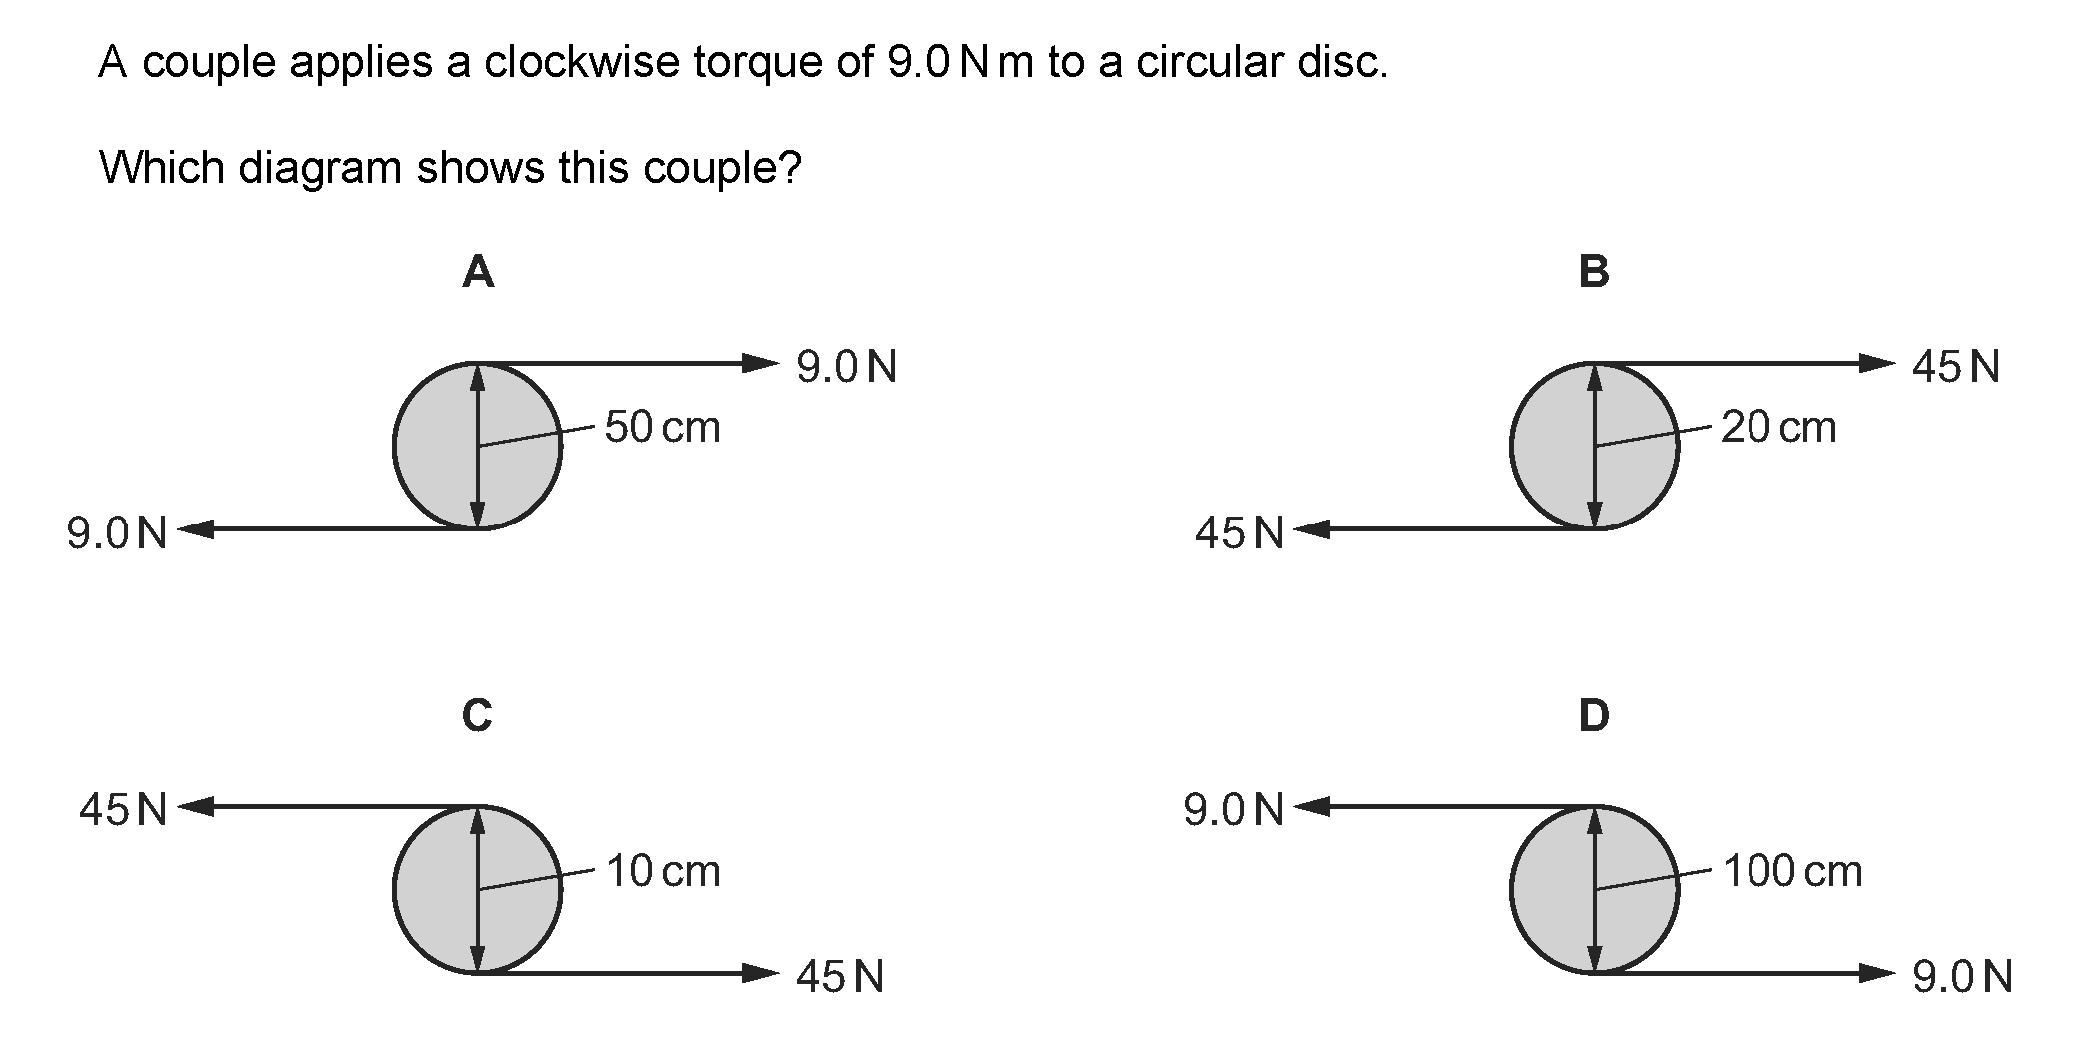 A couple applies a clockwise torque of 9.0 N m to a circular disc.
Which diagram shows this couple?
A
B
9.0 N
50 cm
9.0 N
45 N
20 cm
45 N
C
D
45 N
10 cm
45 N
9.0 N
100 cm
9.0 N